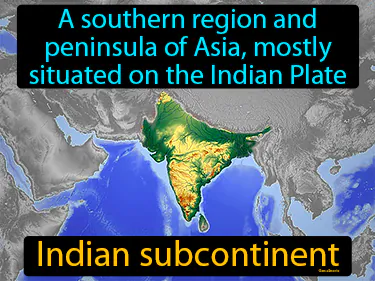 A southern region and
peninsula of Asia, mostly
situated on the Indian Plate
Indian subcontinent